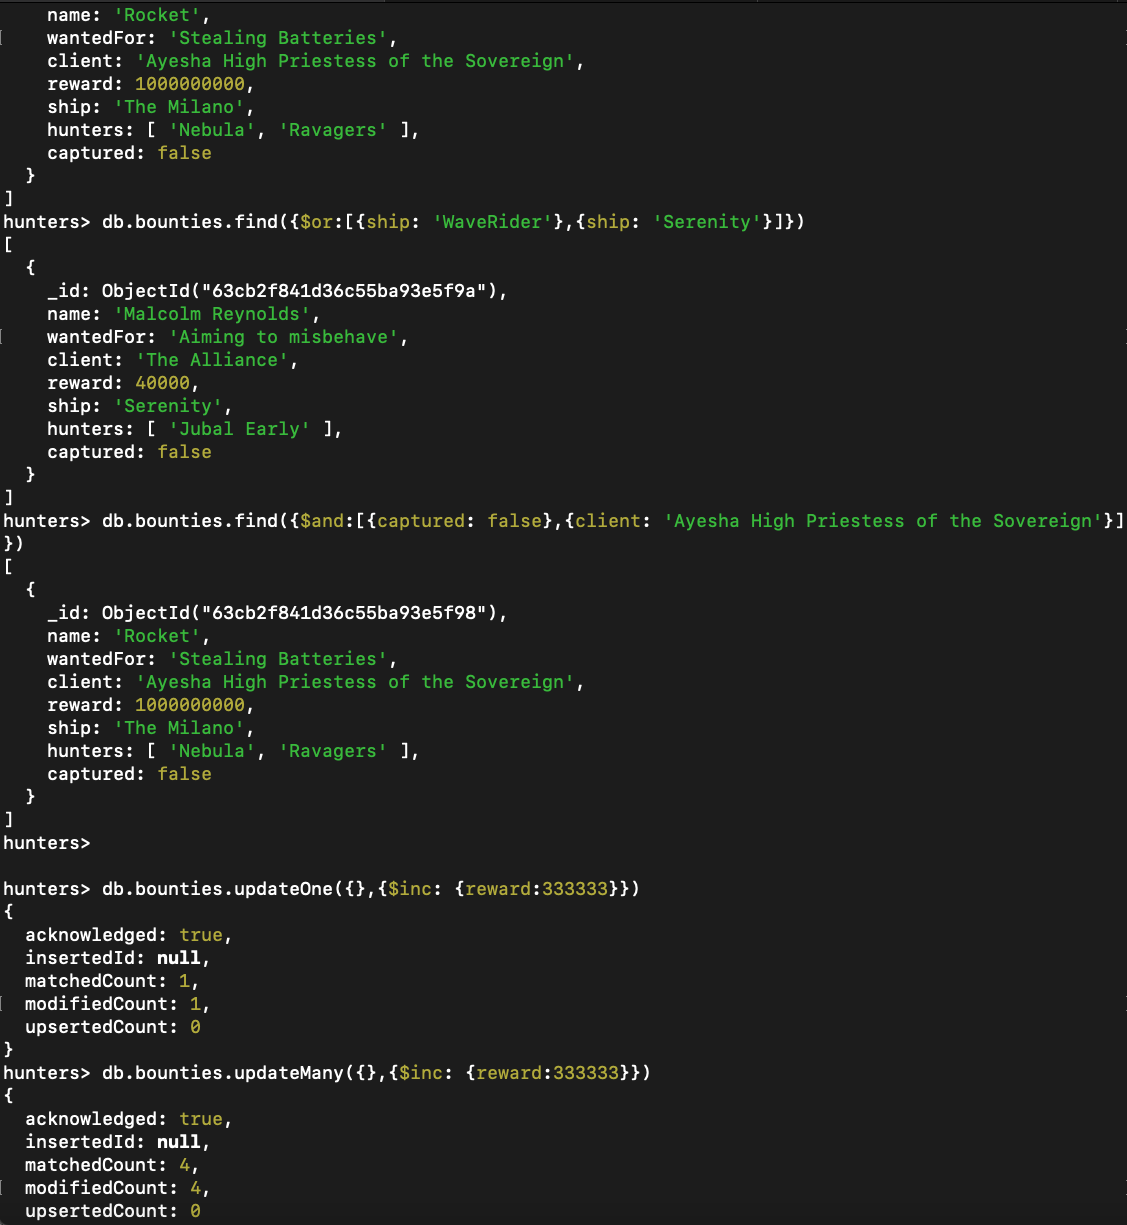 name: 'Rocket',
    wantedFor: 'Stealing Batteries',
    client: 'Ayesha High Priestess of the Sovereign',
    reward: 1000000000,
    ship: 'The Milano',
    hunters: [ 'Nebula', 'Ravagers' ],
    captured: false
  }
]
hunters> db.bounties.find({$or:[{ship: 'WaveRider'},{ship: 'Serenity'}]})
[
  {
    _id: ObjectId("63cb2f841d36c55ba93e5f9a"),
    name: 'Malcolm Reynolds',
    wantedFor: 'Aiming to misbehave',
    client: 'The Alliance',
    reward: 40000,
    ship: 'Serenity',
    hunters: [ 'Jubal Early' ],
    captured: false
  }
]
hunters> db.bounties.find({$and:[{captured: false},{client: 'Ayesha High Priestess of the Sovereign'}]
})
[
  {
    _id: ObjectId("63cb2f841d36c55ba93e5f98"),
    name: 'Rocket',
    wantedFor: 'Stealing Batteries',
    client: 'Ayesha High Priestess of the Sovereign',
    reward: 1000000000,
    ship: 'The Milano',
    hunters: [ 'Nebula', 'Ravagers' ],
    captured: false
  }
]
hunters>

hunters> db.bounties.updateOne({},{$inc: {reward:333333}})
{
  acknowledged: true,
  insertedId: null,
  matchedCount: 1,
  modifiedCount: 1,
  upsertedCount: 0
}
hunters> db.bounties.updateMany({},{$inc: {reward:333333}})
{
  acknowledged: true,
  insertedId: null,
  matchedCount: 4,
  modifiedCount: 4,
  upsertedCount: 0